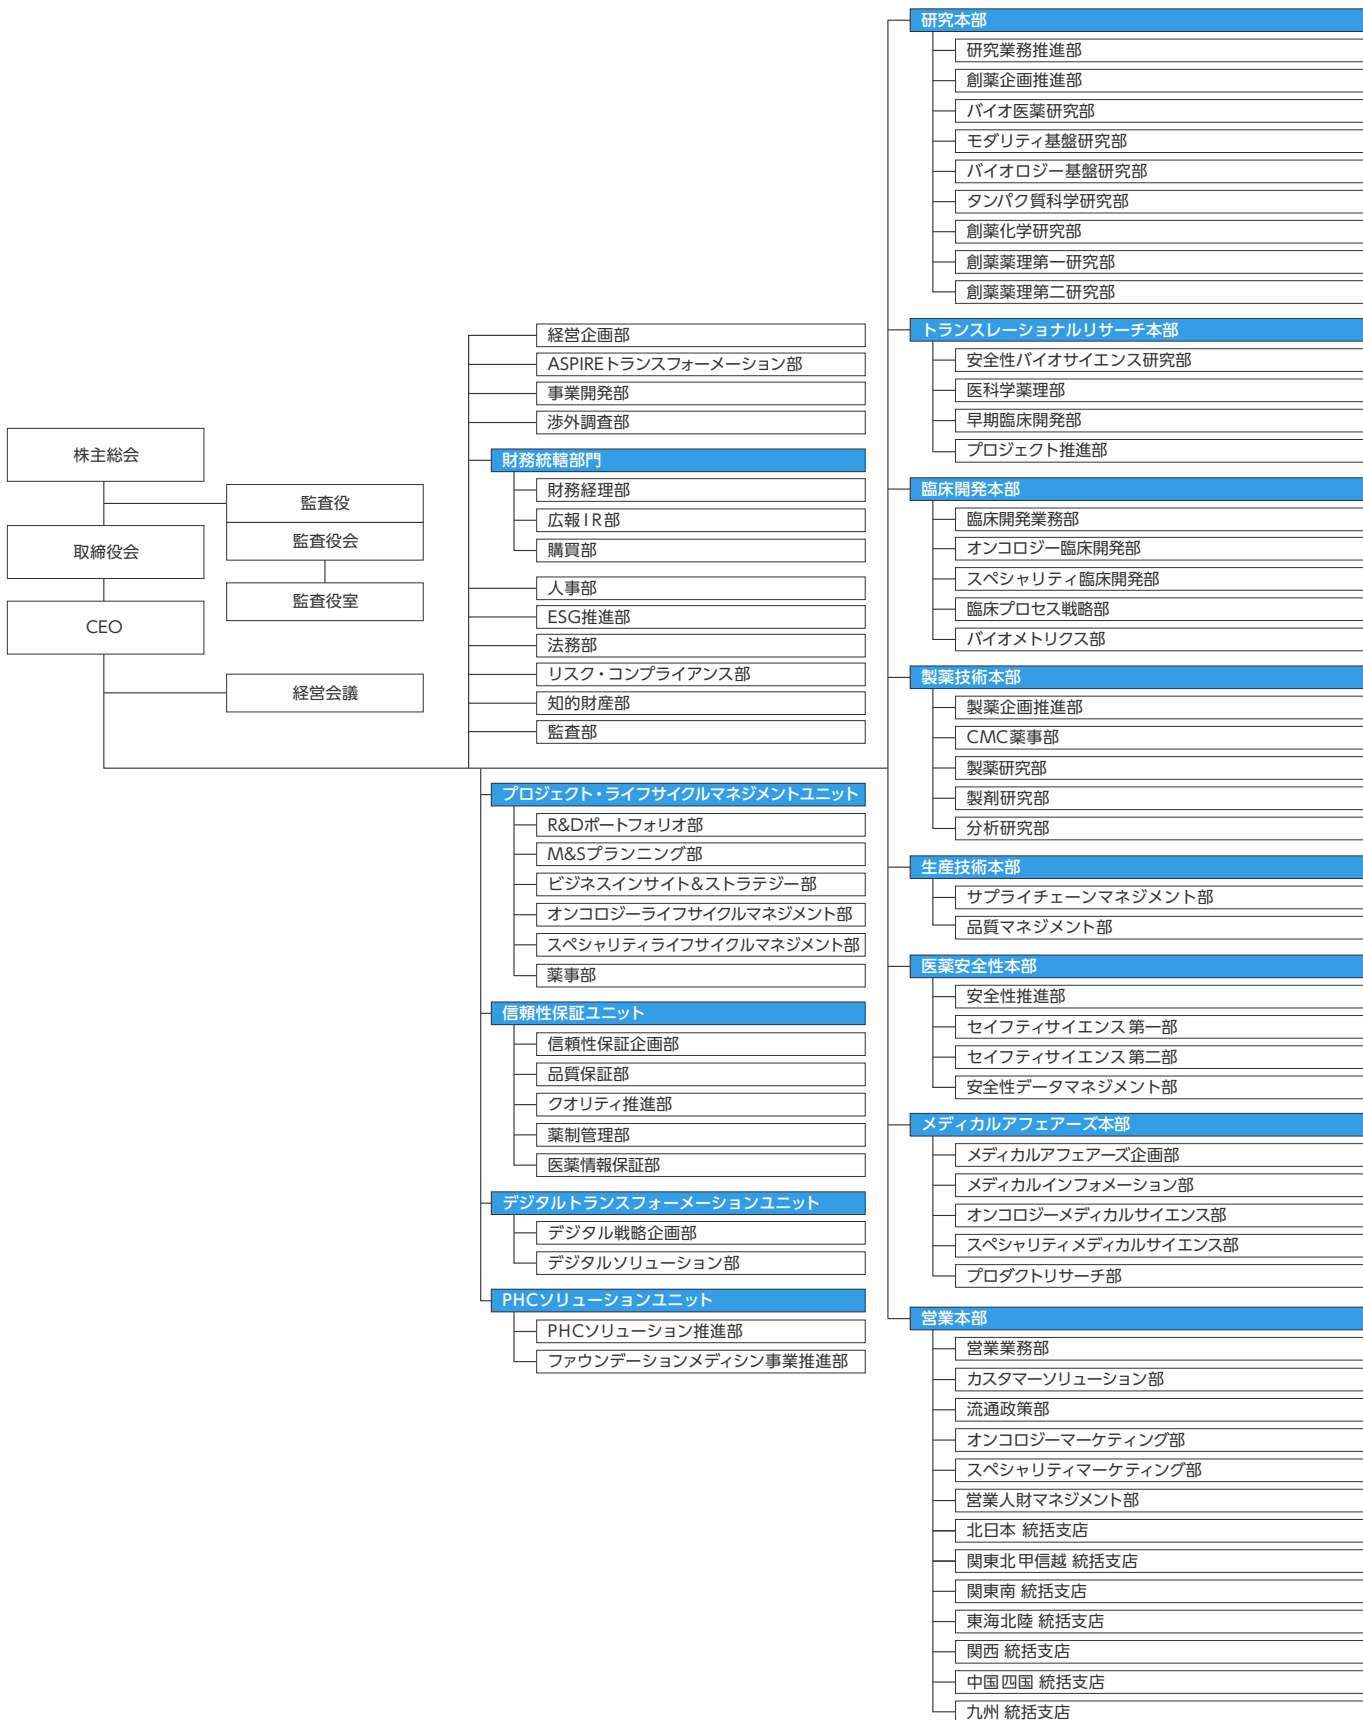 株主総会
監査役
取締役会
監査役会
監査役室
CEO
経営会議
経営企画部
ASPIREトランスフォーメーション部
事業開発部
渉外調査部
財務統轄部門
財務経理部
広報IR部
購買部
人事部
ESG推進部
法務部
リスク・コンプライアンス部
知的財産部
監査部
プロジェクト・ライフサイクルマネジメントユニット
R&Dポートフォリオ部
M&Sプランニング部
ビジネスインサイト&ストラテジー部
オンコロジーライフサイクルマネジメント部
スペシャリティライフサイクルマネジメント部
薬事部
信頼性保証ユニット
信頼性保証企画部
品質保証部
クオリティ推進部
薬制管理部
医薬情報保証部
デジタルトランスフォーメーションユニット
デジタル戦略企画部
デジタルソリューション部
PHCソリューションユニット
PHCソリューション推進部
ファウンデーションメディシン事業推進部
研究本部
研究業務推進部
創薬企画推進部
バイオ医薬研究部
モダリティ基盤研究部
バイオロジー基盤研究部
タンパク質科学研究部
創薬化学研究部
創薬薬理第一研究部
創薬薬理第二研究部
トランスレーショナルリサーチ本部
安全性バイオサイエンス研究部
医科学薬理部
早期臨床開発部
プロジェクト推進部
臨床開発本部
臨床開発業務部
オンコロジー臨床開発部
スペシャリティ臨床開発部
臨床プロセス戦略部
バイオメトリクス部
製薬技術本部
製薬企画推進部
CMC薬事部
製薬研究部
製剤研究部
分析研究部
生産技術本部
サプライチェーンマネジメント部
品質マネジメント部
医薬安全性本部
安全性推進部
セイフティサイエンス第一部
セイフティサイエンス第二部
安全性データマネジメント部
メディカルアフェアーズ本部
メディカルアフェアーズ企画部
メディカルインフォメーション部
オンコロジーメディカルサイエンス部
スペシャリティメディカルサイエンス部
プロダクトリサーチ部
営業本部
営業業務部
カスタマーソリューション部
流通政策部
オンコロジーマーケティング部
スペシャリティマーケティング部
営業人財マネジメント部
北日本 統括支店
関東北甲信越 統括支店
関東南 統括支店
東海北陸 統括支店
関西 統括支店
中国四国 統括支店
九州 統括支店